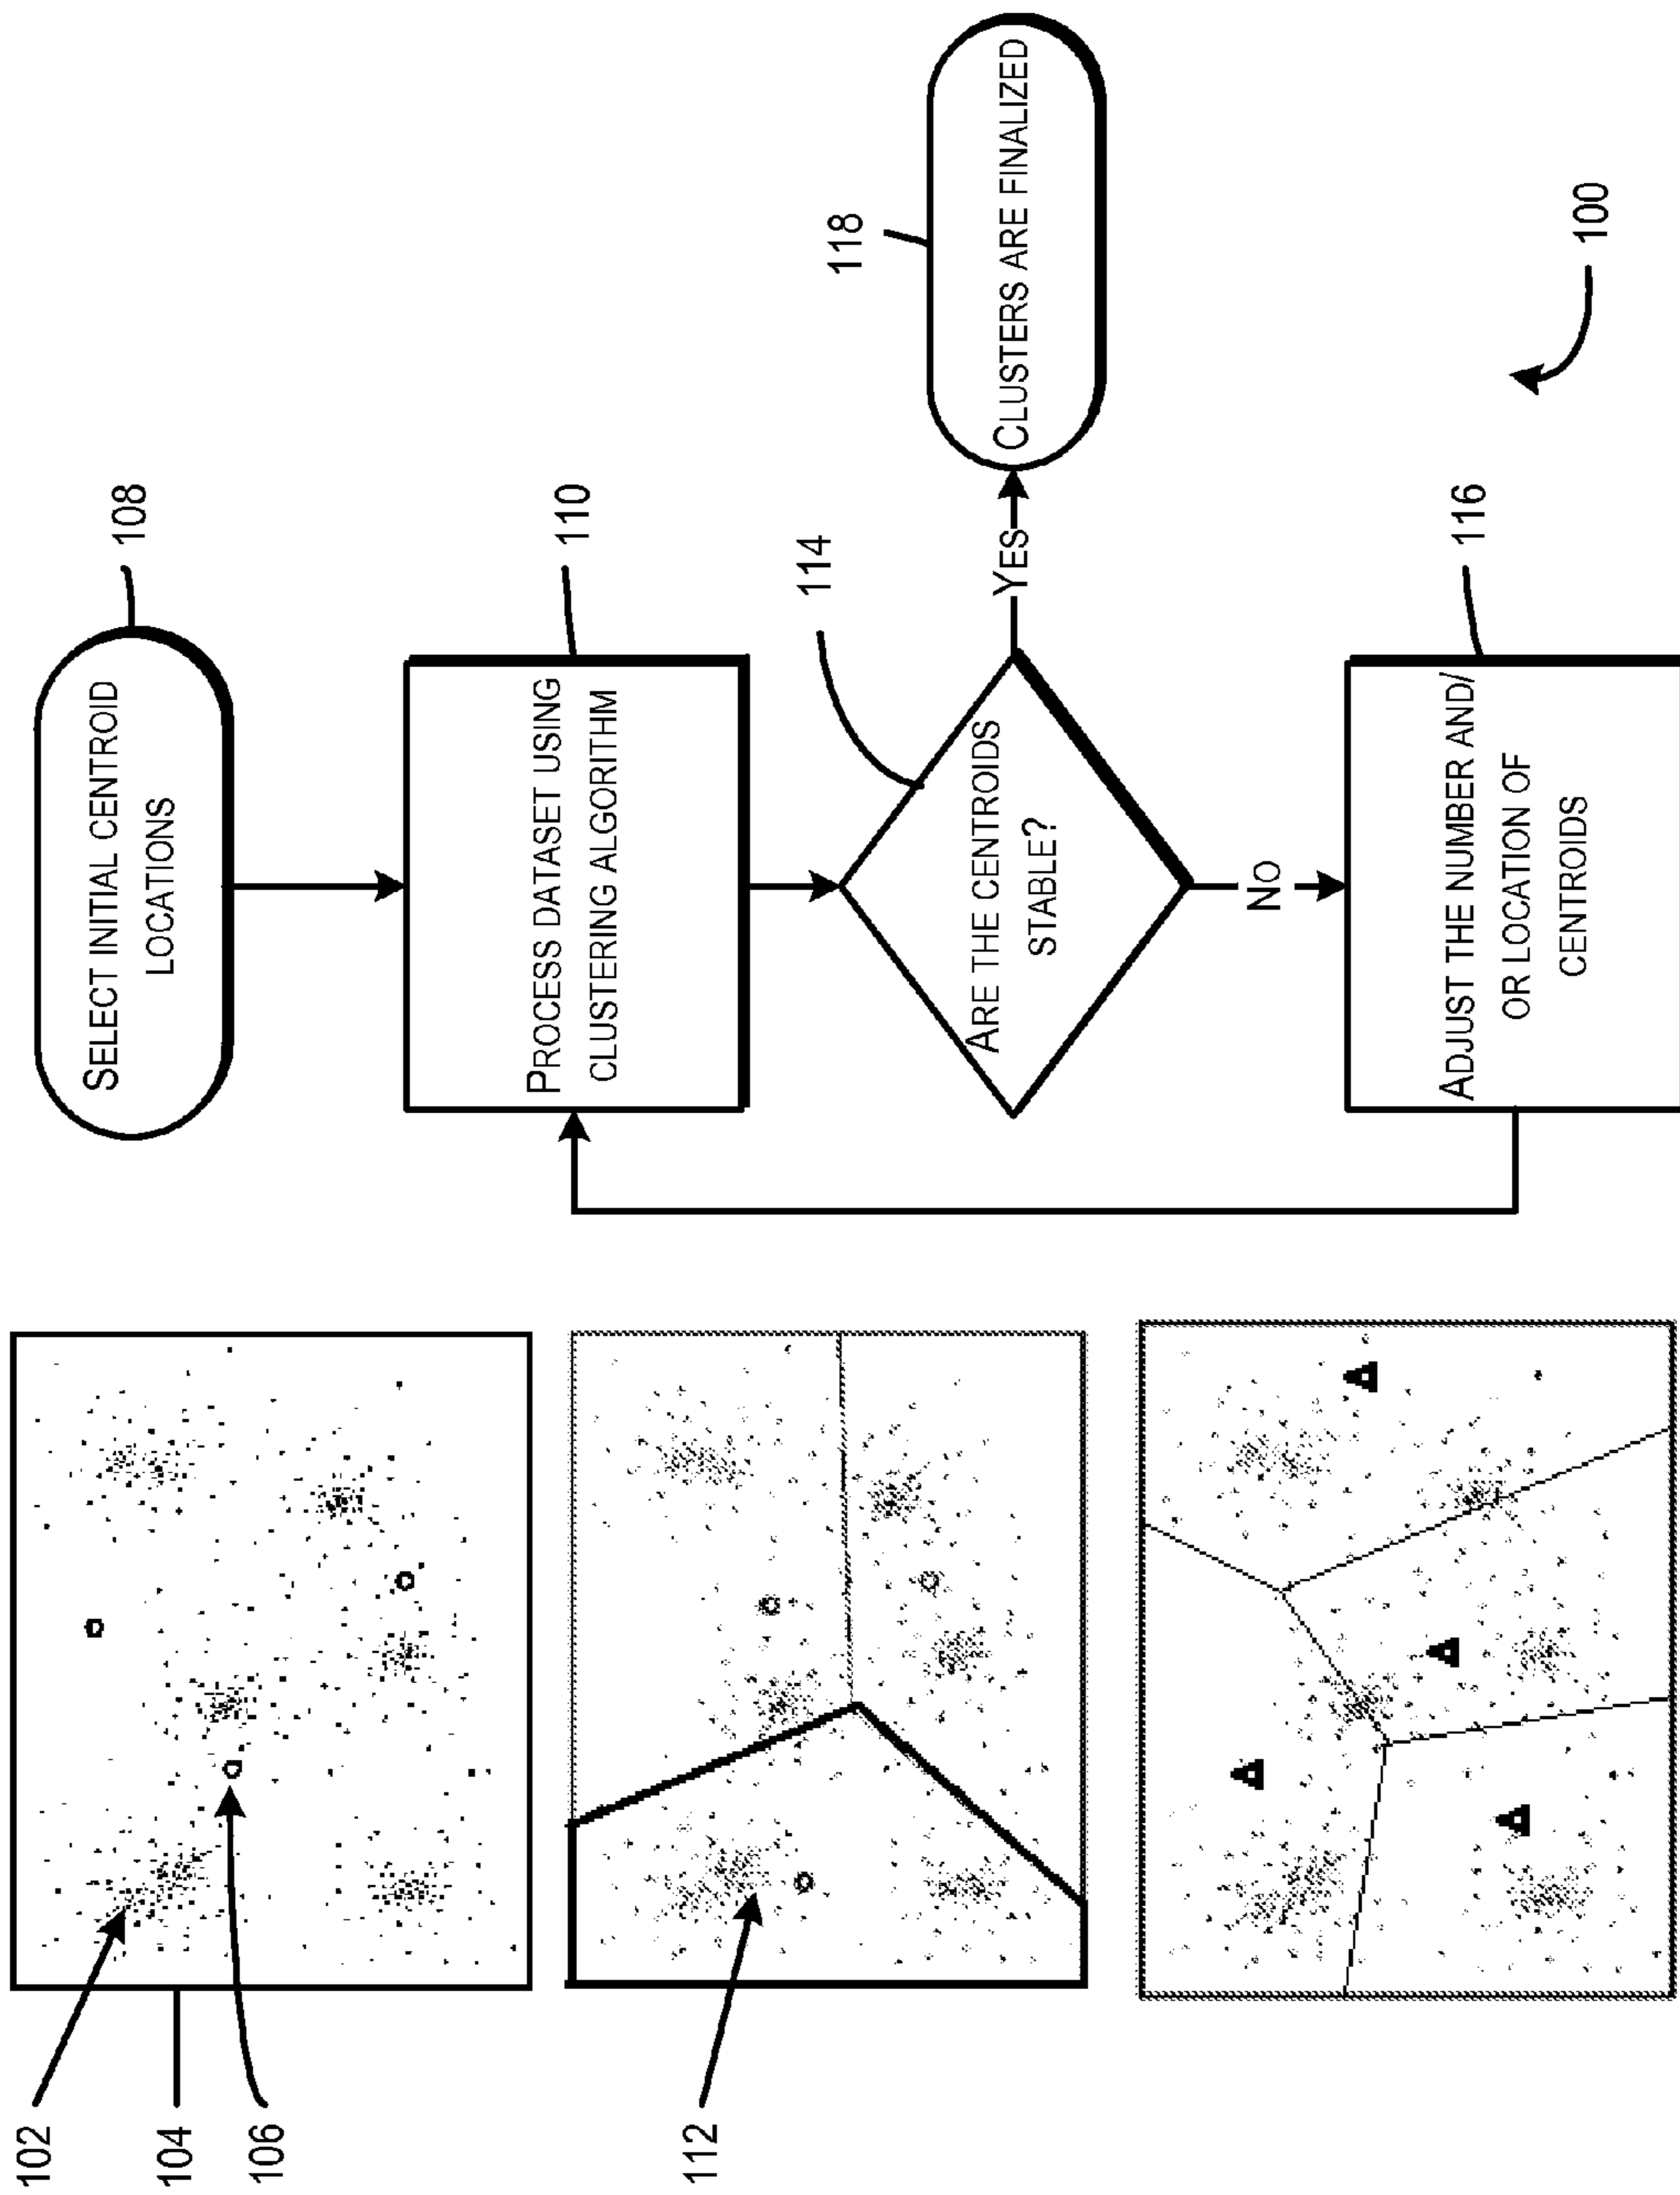 102
104
106
SELECT INITIAL CENTROID
LOCATIONS
108
112
PROCESS DATASET USING
CLUSTERING ALGORITHM
110
ARE THE CENTROIDS
STABLE?
114
YES
118
CLUSTERS ARE FINALIZED
NO
ADJUST THE NUMBER AND/
OR LOCATION OF
CENTROIDS
116
100